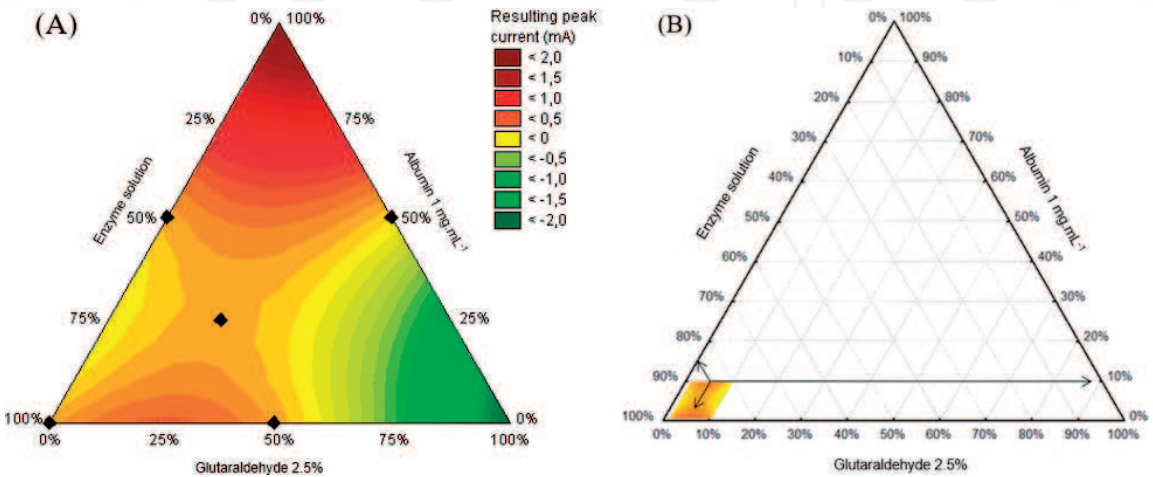 (A)
0% 100%
25% 75%
50% 50%
75% 25%
100% 0%
0% 25% 50% 75% 100%
Enzyme solution
Albumin 1 mg.mL⁻¹
Glutaraldehyde 2.5%
Resulting peak
current (mA)
< 2,0
< 1,5
< 1,0
< 0,5
< 0
< -0,5
< -1,0
< -1,5
< -2,0
(B)
0% 100%
10% 90%
20% 80%
30% 70%
40% 60%
50% 50%
60% 40%
70% 30%
80%
90% 10%
100% 0%
0% 10% 20% 30% 40% 50% 60% 70% 80% 90% 100%
Enzyme solution
Albumin 1 mg.mL⁻¹
Glutaraldehyde 2.5%